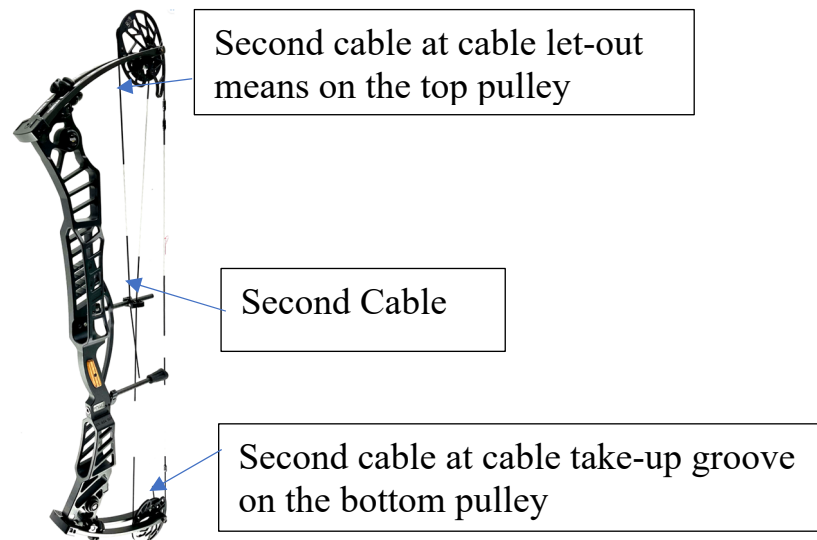 Second cable at cable let-out
means on the top pulley
Second Cable
Second cable at cable take-up groove
on the bottom pulley